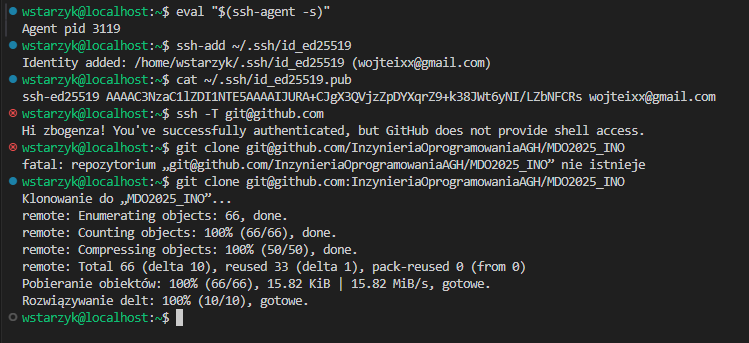 wstarzyk@localhost:~$ eval "$(ssh-agent -s)"
Agent pid 3119
wstarzyk@localhost:~$ ssh-add ~/.ssh/id_ed25519
Identity added: /home/wstarzyk/.ssh/id_ed25519 (wojteixx@gmail.com)
wstarzyk@localhost:~$ cat ~/.ssh/id_ed25519.pub
ssh-ed25519 AAAAC3NzaC1lZDI1NTE5AAAAIJURA+CJgX3QVjzZpDYXqrZ9+k38JWt6yNI/LZbNFCRs wojteixx@gmail.com
wstarzyk@localhost:~$ ssh -T git@github.com
Hi zbogenza! You've successfully authenticated, but GitHub does not provide shell access.
wstarzyk@localhost:~$ git clone git@github.com/InzynieriaOprogramowaniaAGH/MDO2025_INO
fatal: repozytorium „git@github.com/InzynieriaOprogramowaniaAGH/MDO2025_INO” nie istnieje
wstarzyk@localhost:~$ git clone git@github.com:InzynieriaOprogramowaniaAGH/MDO2025_INO
Klonowanie do „MDO2025_INO”...
remote: Enumerating objects: 66, done.
remote: Counting objects: 100% (66/66), done.
remote: Compressing objects: 100% (50/50), done.
remote: Total 66 (delta 10), reused 33 (delta 1), pack-reused 0 (from 0)
Pobieranie obiektów: 100% (66/66), 15.82 KiB | 15.82 MiB/s, gotowe.
Rozwiązywanie delt: 100% (10/10), gotowe.
wstarzyk@localhost:~$